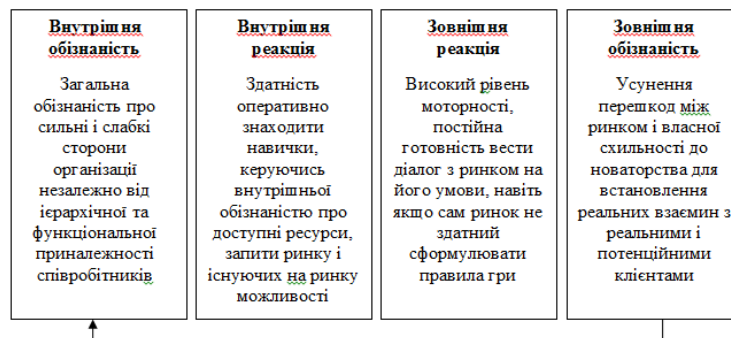 Внутрішня
обізнаність
Загальна
обізнаність про
сильні і слабкі
сторони
організації
незалежно від
ієрархічної та
функціональної
приналежності
співробітників
Внутрішня
реакція
Здатність
оперативно
знаходити
навички,
керуючись
внутрішньої
обізнаністю про
доступні ресурси,
запити ринку і
існуючих на ринку
можливості
Зовнішня
реакція
Високий рівень
моторності,
постійна
готовність вести
діалог з ринком на
його умови, навіть
якщо сам ринок не
здатний
сформулювати
правила гри
Зовнішня
обізнаність
Усунення
перешкод між
ринком і власної
схильності до
новаторства для
встановлення
реальних взаємин з
реальними і
потенційними
клієнтами